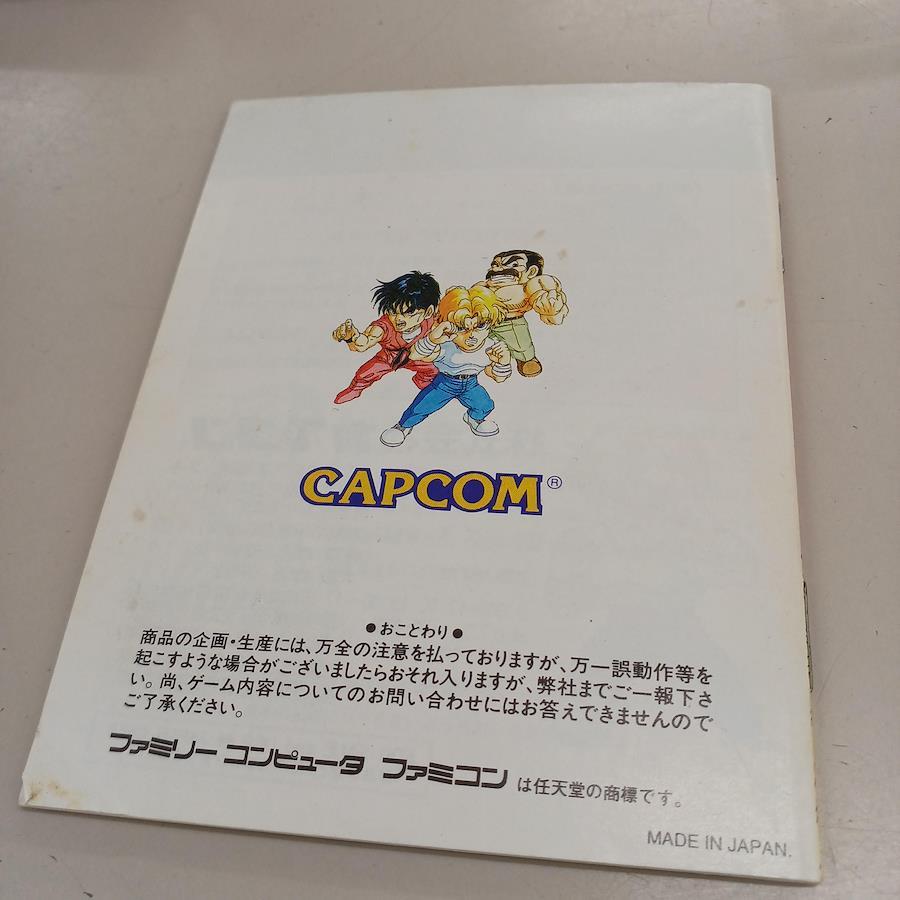 CAPCOM®
●おことわり●
商品の企画・生産には、万全の注意を払っておりますが、万一誤動作等を
起こすような場合がございましたらおそれ入りますが、弊社までご一報下さ
い。尚、ゲーム内容についてのお問い合わせにはお答えできませんので
ご了承ください。
ファミリーコンピュータ ファミコン は任天堂の商標です。
MADE IN JAPAN.